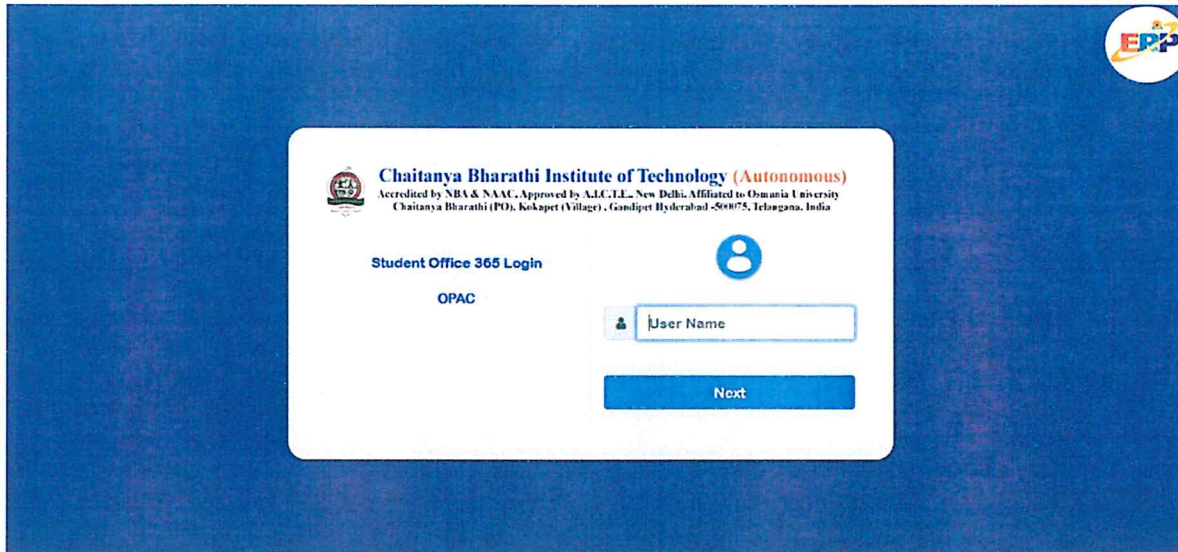 ERP
Chaitanya Bharathi Institute of Technology (Autonomous)
Accredited by NBA & NAAC, Approved by A.I.C.T.E., New Delhi, Affiliated to Osmania University
Chaitanya Bharathi (PO), Kokapet (Village) , Gandipet Hyderabad -500075, Telangana, India
Student Office 365 Login
OPAC
User Name
Next